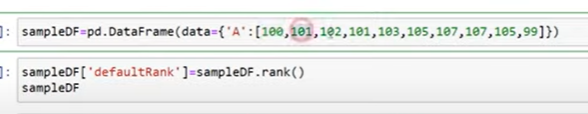 ]: sampleDF=pd.DataFrame(data={'A':[100,101,102,101,103,105,107,107,105,99]})
]: sampleDF['defaultRank']=sampleDF.rank()
sampleDF